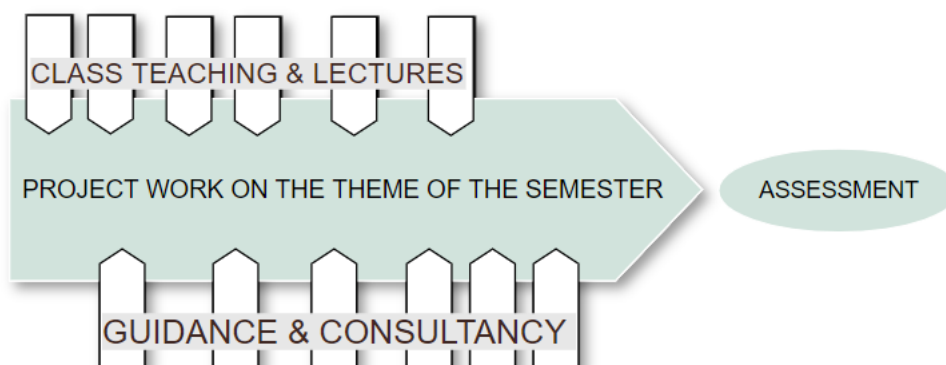 CLASS TEACHING & LECTURES
PROJECT WORK ON THE THEME OF THE SEMESTER
ASSESSMENT
GUIDANCE & CONSULTANCY